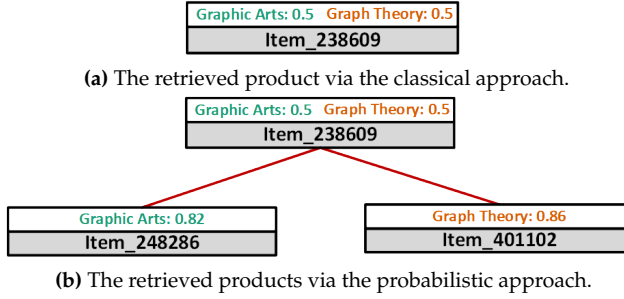 Graphic Arts: 0.5 Graph Theory: 0.5
Item_238609
(a) The retrieved product via the classical approach.
Graphic Arts: 0.5 Graph Theory: 0.5
Item_238609
Graphic Arts: 0.82
Item_248286
Graph Theory: 0.86
Item_401102
(b) The retrieved products via the probabilistic approach.